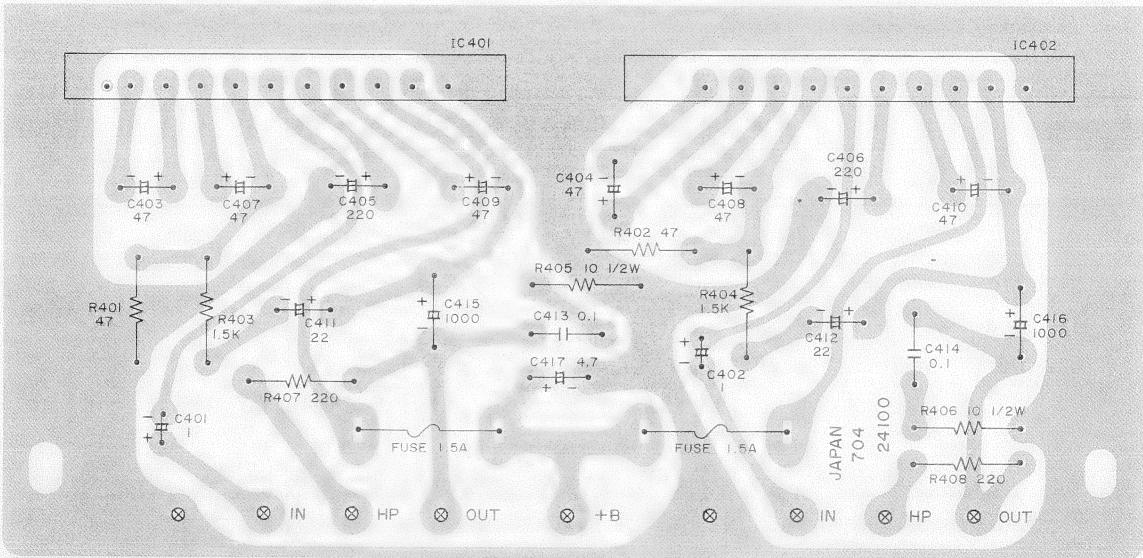 IC401
IC402
C403
47
C407
47
C405
220
C409
47
C404
47
C408
47
C406
220
C410
47
R402 47
R405 10 1/2W
R401
47
R403
1.5K
C411
22
C415
1000
C413 0.1
C417 4.7
R404
1.5K
C402
1
C412
22
C414
0.1
C416
1000
R407 220
C401
1
FUSE 1.5A
FUSE 1.5A
JAPAN
704
24100
R406 10 1/2W
R408 220
IN
HP
OUT
+B
IN
HP
OUT